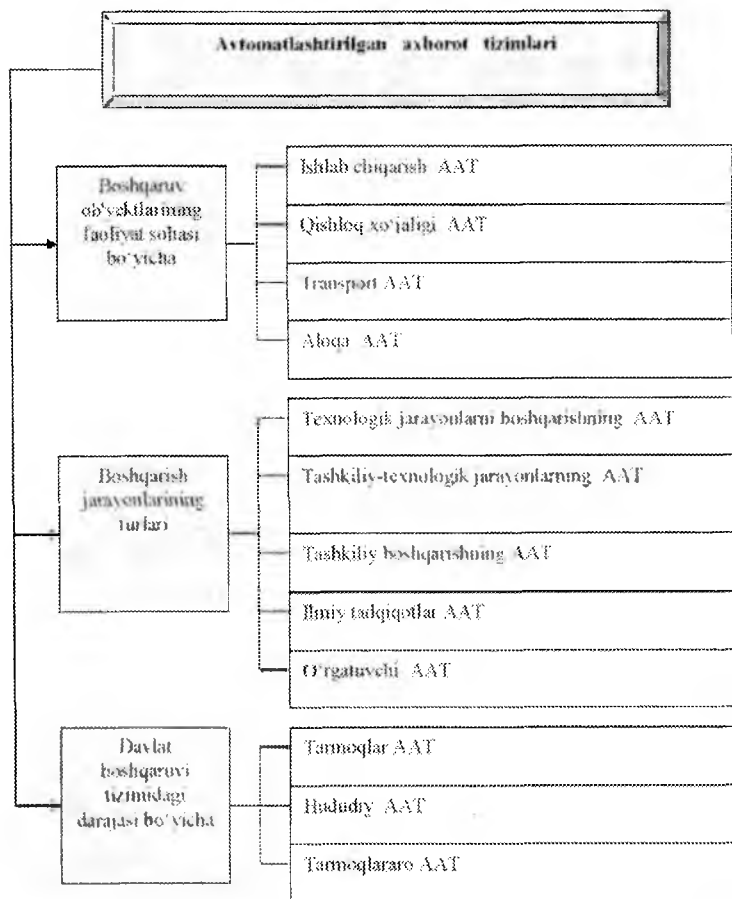 Avtomatlashtirilgan axborot tizimlari
Boshqaruv
ob'yektlarining
faoliyat sohasi
bo'yicha
Ishlab chiqarish AAT
Qishloq xo'jaligi AAT
Transport AAT
Aloqa AAT
Boshqarish
jarayonlarining
turlari
Texnologik jarayonlarni boshqarishning AAT
Tashkiliy-texnologik jarayonlarning AAT
Tashkiliy boshqarishning AAT
Ilmiy tadqiqotlar AAT
O'rgatuvchi AAT
Davlat
boshqaruvi
tizimidagi
darajasi bo'yicha
Tarmoqlar AAT
Hududiy AAT
Tarmoqlararo AAT